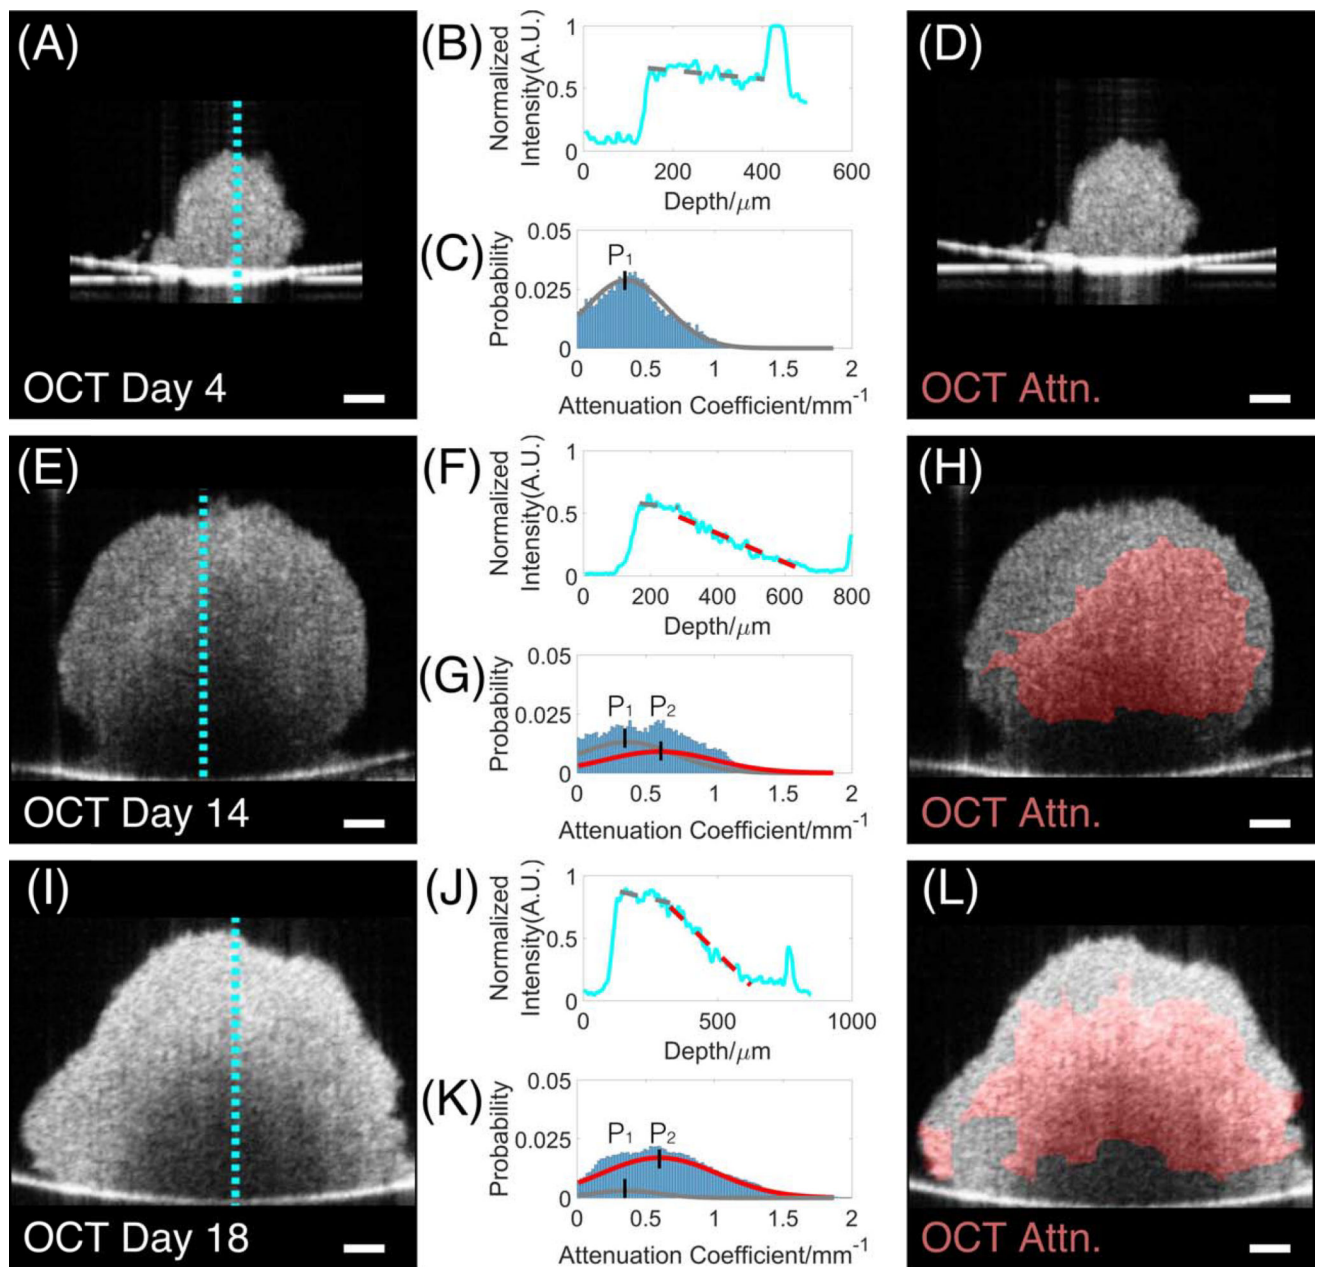 (A)
OCT Day 4
(B)
Normalized
Intensity(A.U.)
1
0.5
0
0 200 400 600
Depth/μm
(C)
Probability
0.05
0.025
0
P1
0 0.5 1 1.5 2
Attenuation Coefficient/mm-1
(D)
OCT Attn.
(E)
OCT Day 14
(F)
Normalized
Intensity(A.U.)
1
0.5
0
0 200 400 600 800
Depth/μm
(G)
Probability
0.05
0.025
0
P1 P2
0 0.5 1 1.5 2
Attenuation Coefficient/mm-1
(H)
OCT Attn.
(I)
OCT Day 18
(J)
Normalized
Intensity(A.U.)
1
0.5
0
0 500 1000
Depth/μm
(K)
Probability
0.05
0.025
0
P1 P2
0 0.5 1 1.5 2
Attenuation Coefficient/mm-1
(L)
OCT Attn.